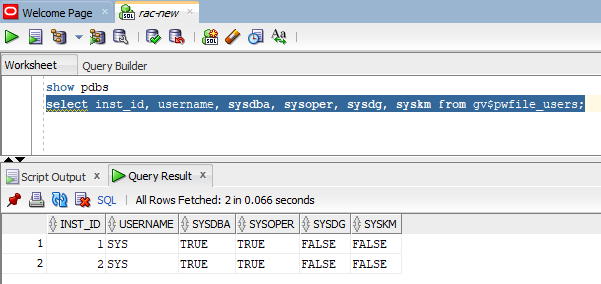 Welcome Page x rac-new x
SQL Aa
Worksheet Query Builder
show pdbs
select inst_id, username, sysdba, sysoper, sysdg, syskm from gv$pwfile_users;
Script Output x Query Result x
SQL All Rows Fetched: 2 in 0.066 seconds
INST_ID USERNAME SYSDBA SYSOPER SYSDG SYSKM
1 1 SYS TRUE TRUE FALSE FALSE
2 2 SYS TRUE TRUE FALSE FALSE